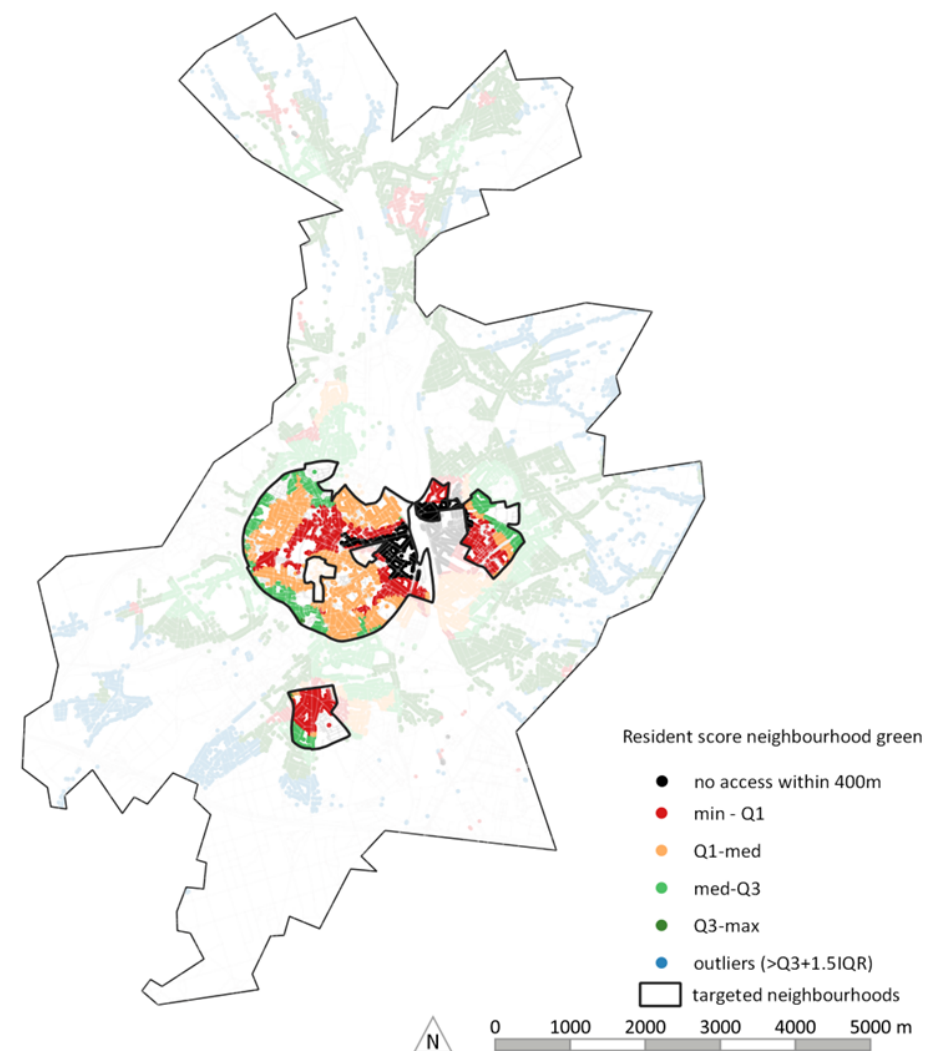 Resident score neighbourhood green
no access within 400m
min - Q1
Q1-med
med-Q3
Q3-max
outliers (>Q3+1.5IQR)
targeted neighbourhoods
N
0 1000 2000 3000 4000 5000 m